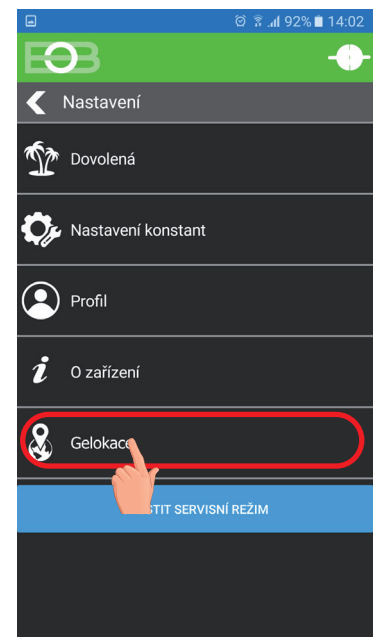 92% 14:02
EOB
Nastavení
Dovolená
Nastavení konstant
Profil
O zařízení
Gelokace
SERVISNÍ REŽIM